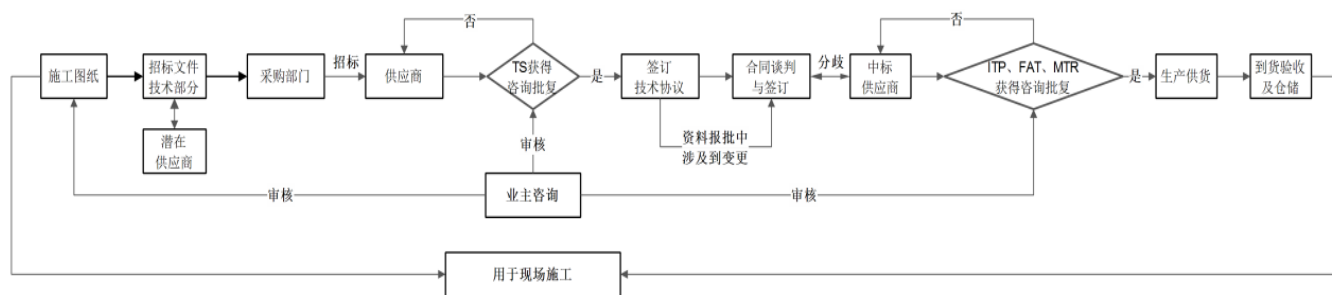 否
否
施工图纸
招标文件
技术部分
采购部门
招标
供应商
TS获得
咨询批复
是
签订
技术协议
合同谈判
与签订
分歧
中标
供应商
ITP、FAT、MTR
获得咨询批复
是
生产供货
到货验收
及仓储
潜在
供应商
审核
资料报批中
涉及到变更
审核
业主咨询
审核
用于现场施工